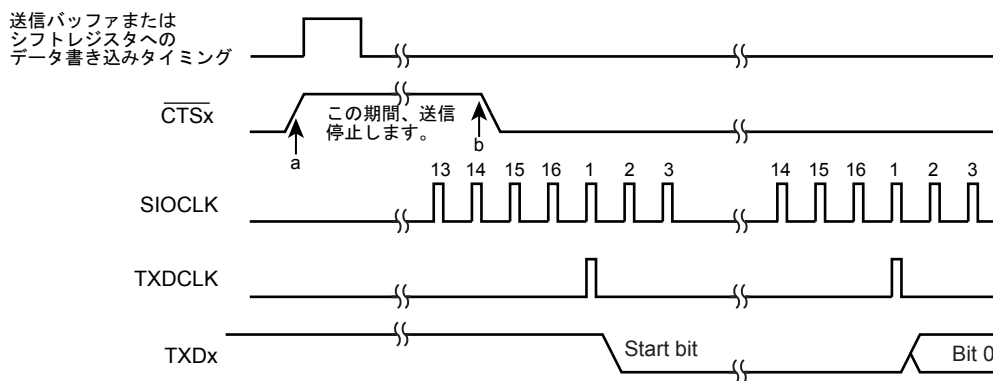 送信バッファまたは
シフトレジスタへの
データ書き込みタイミング
CTSx
この期間、送信
停止します。
a
b
13 14 15 16 1 2 3 14 15 16 1 2 3
SIOCLK
TXDCLK
TXDx
Start bit
Bit 0